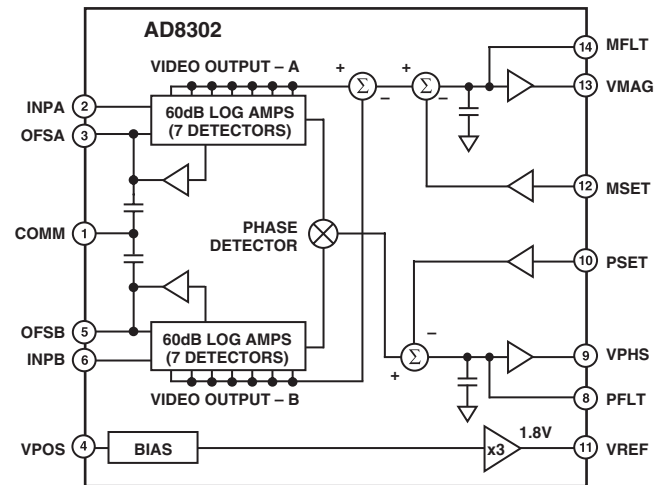 AD8302
VIDEO OUTPUT – A
INPA 2
60dB LOG AMPS
(7 DETECTORS)
OFSA 3
+ Σ –
+ Σ –
14 MFLT
13 VMAG
12 MSET
COMM 1
PHASE
DETECTOR
10 PSET
OFSB 5
60dB LOG AMPS
(7 DETECTORS)
INPB 6
VIDEO OUTPUT – B
–
+ Σ
9 VPHS
8 PFLT
VPOS 4
BIAS
x3
1.8V
11 VREF